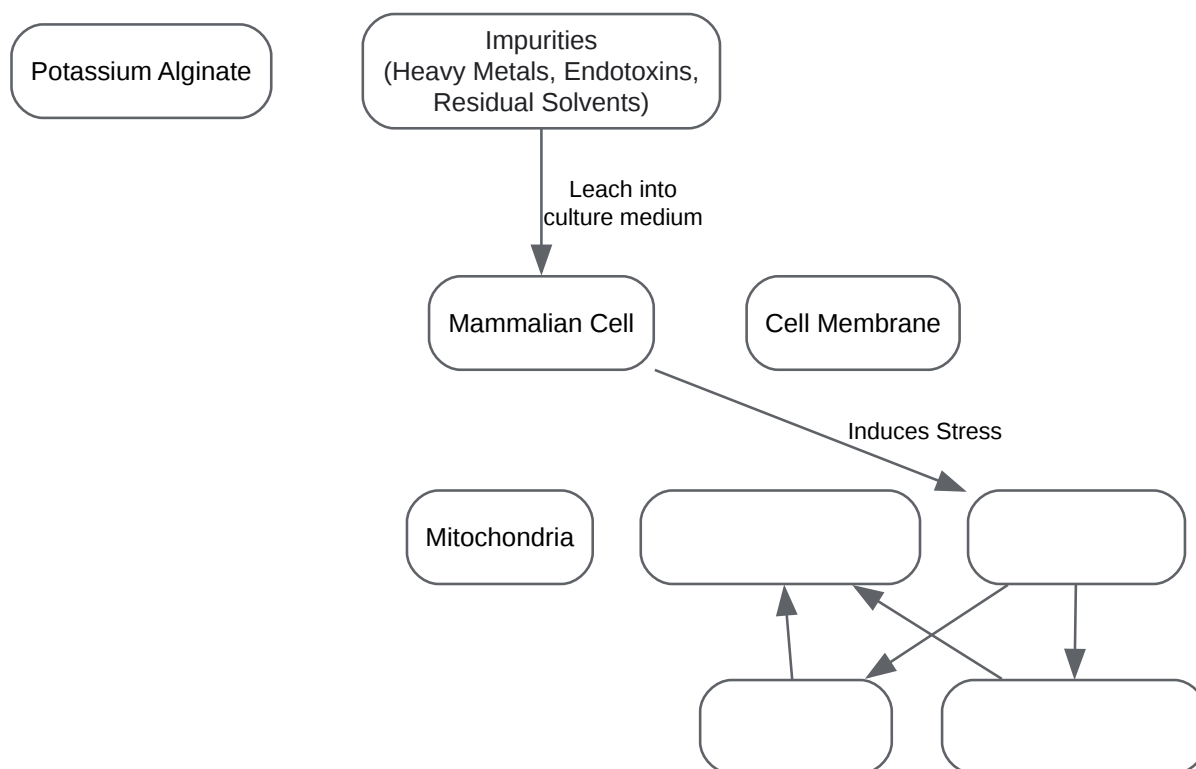 Potassium Alginate
Impurities
(Heavy Metals, Endotoxins,
Residual Solvents)
Leach into
culture medium
Mammalian Cell
Cell Membrane
Induces Stress
Mitochondria